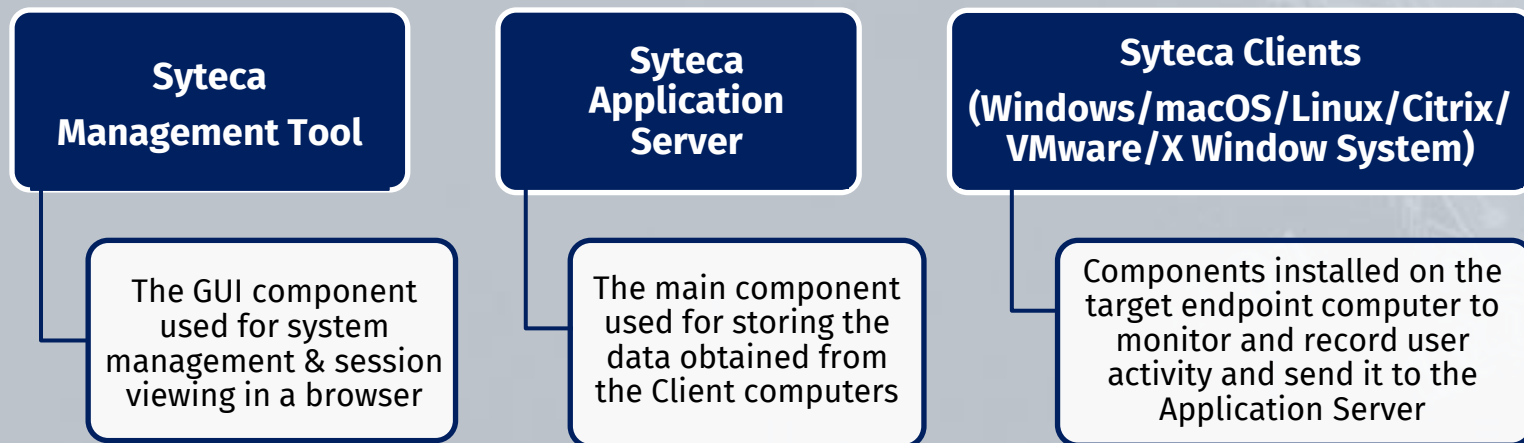 Syteca
Management Tool
The GUI component
used for system
management & session
viewing in a browser
Syteca
Application
Server
The main component
used for storing the
data obtained from
the Client computers
Syteca Clients
(Windows/macOS/Linux/Citrix/
VMware/X Window System)
Components installed on the
target endpoint computer to
monitor and record user
activity and send it to the
Application Server